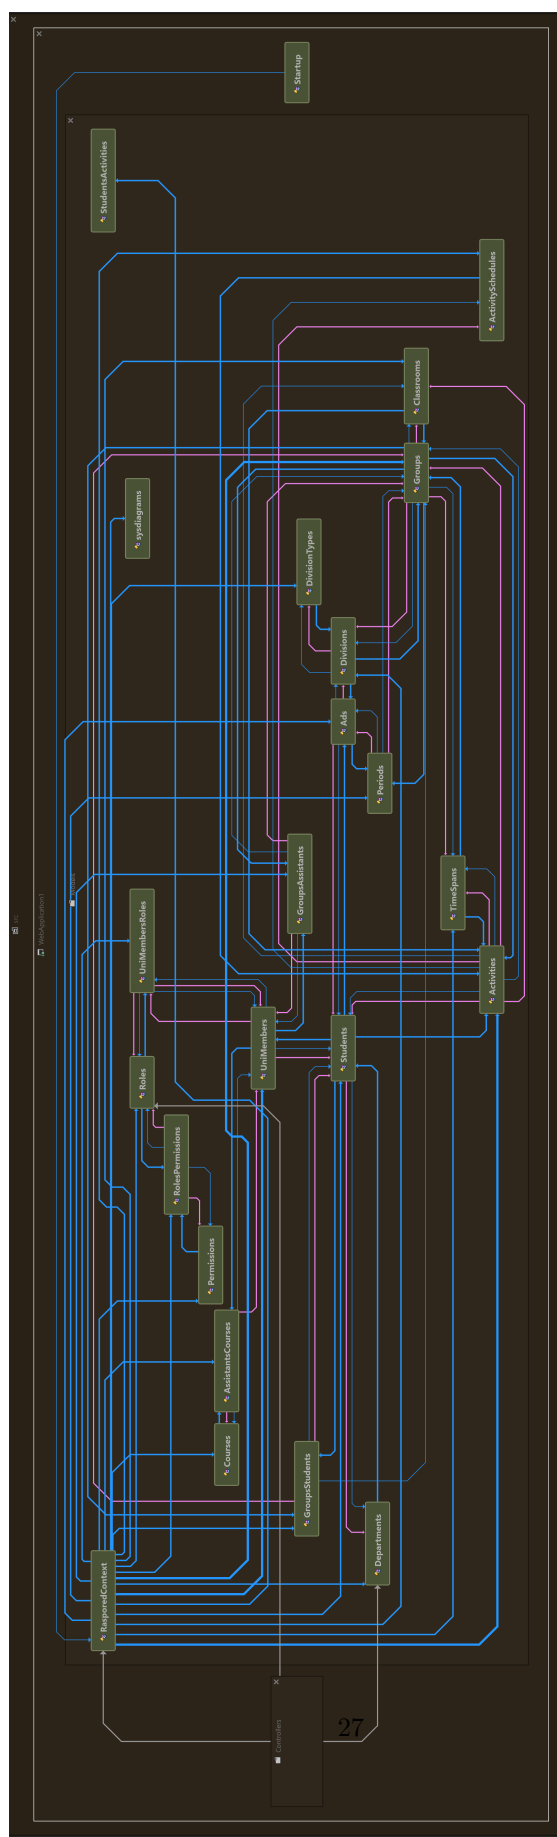 Startup
StudentsActivities
ActivitySchedules
Classrooms
Groups
sysdiagrams
DivisionTypes
Divisions
Ads
Periods
GroupsAssistants
TimeSpans
UniMembersRoles
Activities
UniMembers
Students
Roles
RolesPermissions
Permissions
AssistantsCourses
Courses
GroupsStudents
Departments
RasporedContext
WebApplication1
Controllers
27